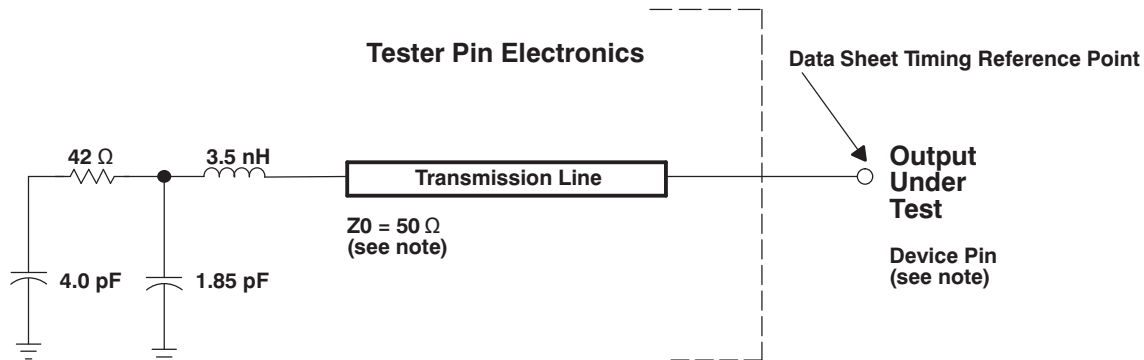 Tester Pin Electronics
Data Sheet Timing Reference Point
42 Ω
3.5 nH
Transmission Line
Output
Under
Test
Z0 = 50 Ω
(see note)
Device Pin
(see note)
4.0 pF
1.85 pF